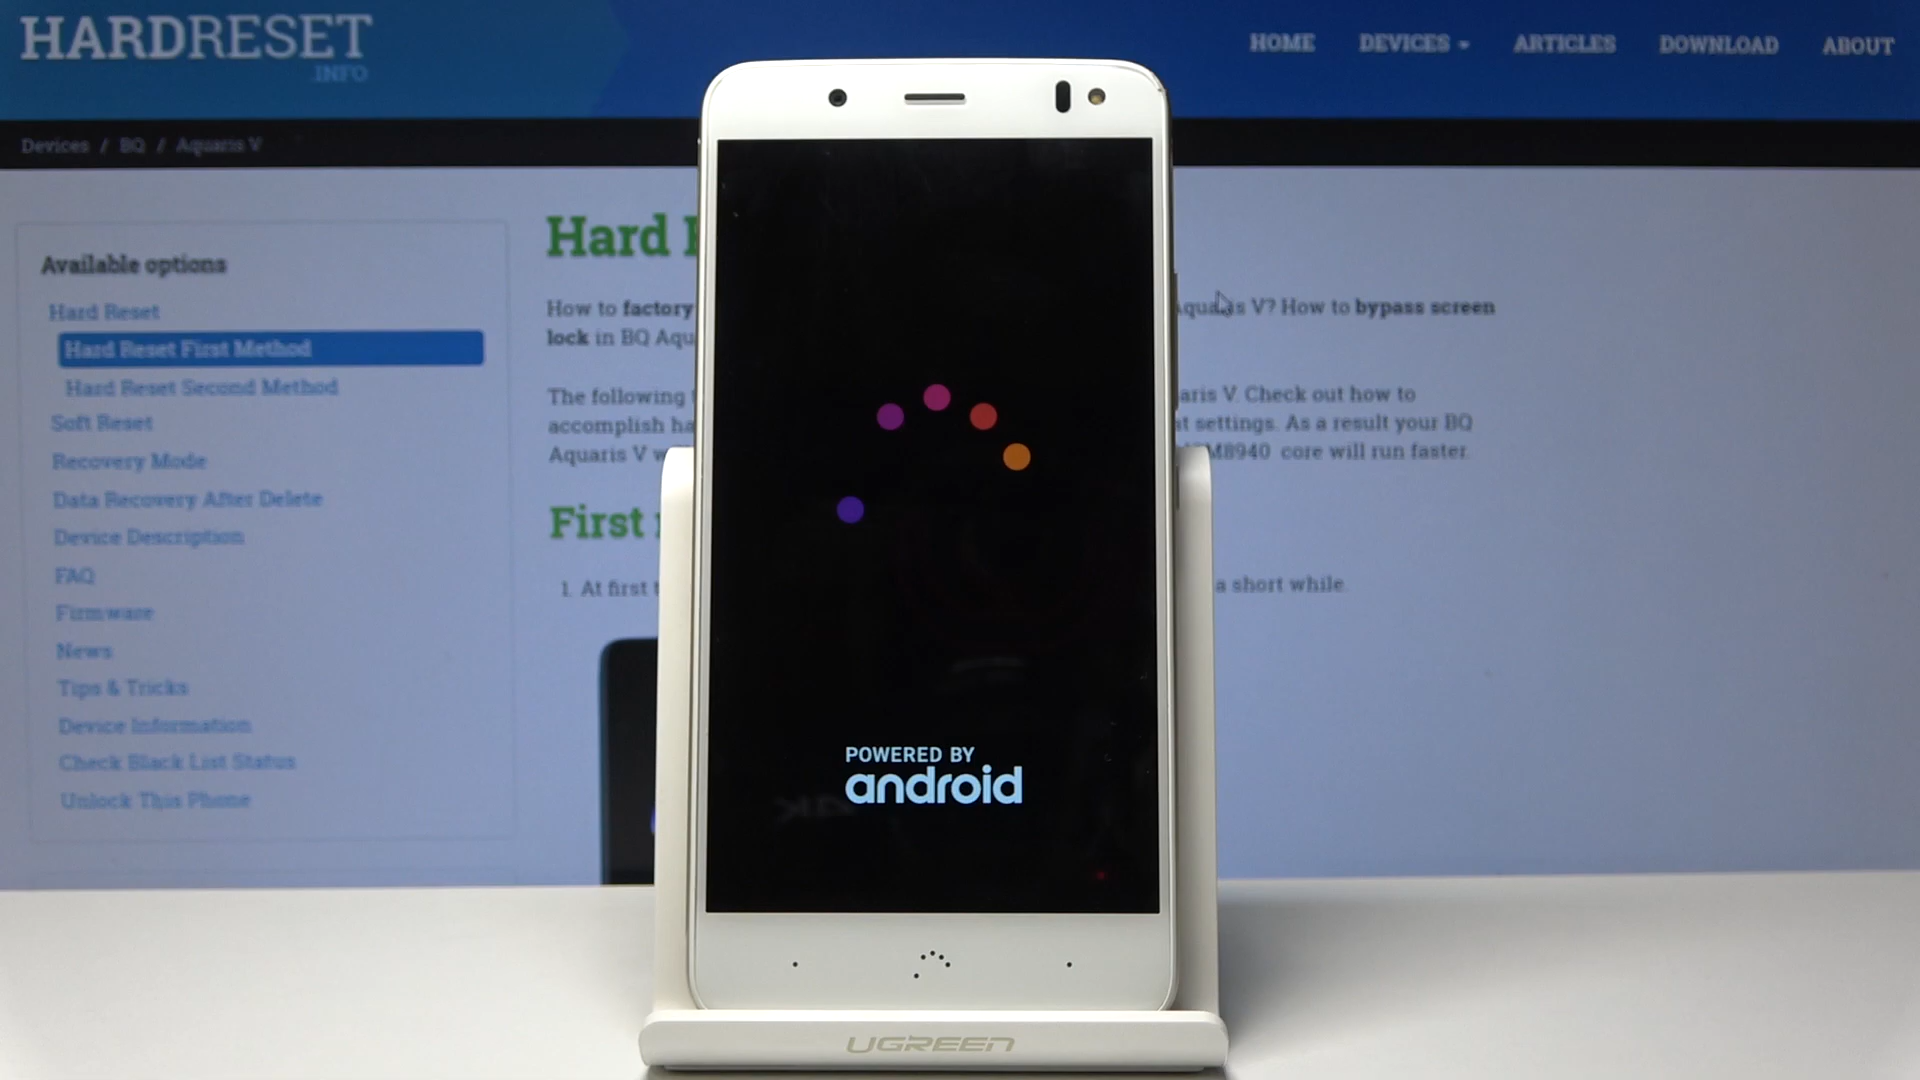 HARDRESET
.INFO
HOME
DEVICES
ARTICLES
DOWNLOAD
ABOUT
Devices / BQ / Aquaris V
Available options
Hard Reset
Hard Reset First Method
Hard Reset Second Method
Soft Reset
Recovery Mode
Data Recovery After Delete
Device Description
FAQ
Firmware
News
Tips & Tricks
Device Information
Check Black List Status
Unlock This Phone
Hard
How to factory V? How to bypass screen
lock in BQ
The following V. Check out how to
accomplish settings. As a result your BQ
Aquaris V core will run faster.
First
1. At first a short while.
POWERED BY
android
UGREEN